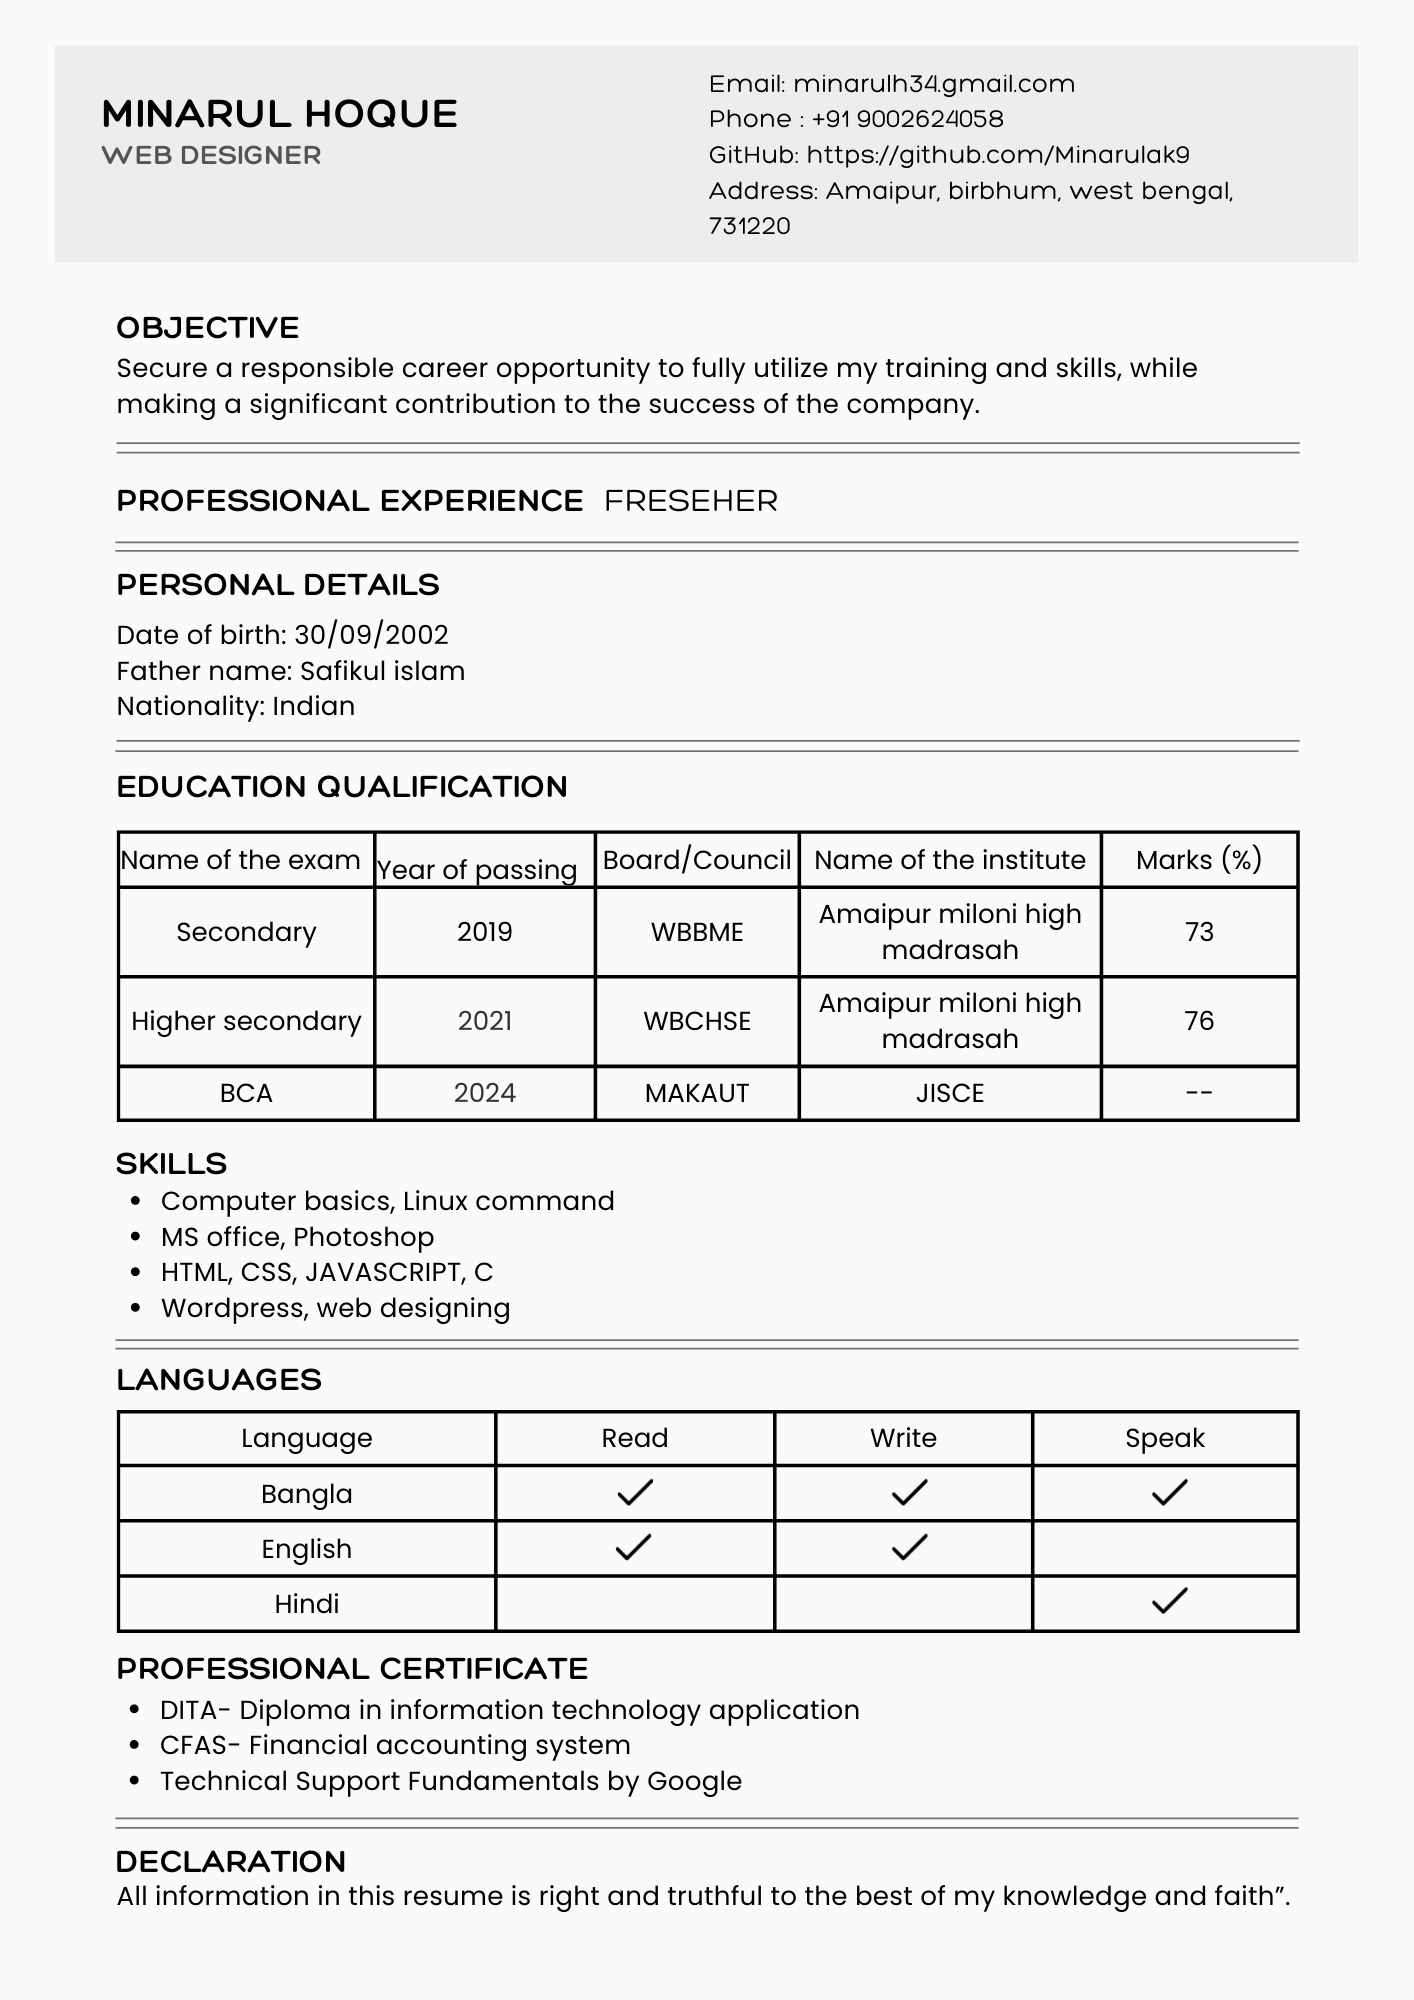 MINARUL HOQUE
WEB DESIGNER
Email: minarulh34.gmail.com
Phone : +91 9002624058
GitHub: https://github.com/Minarulak9
Address: Amaipur, birbhum, west bengal,
731220
OBJECTIVE
Secure a responsible career opportunity to fully utilize my training and skills, while
making a significant contribution to the success of the company.
PROFESSIONAL EXPERIENCE FRESEHER
PERSONAL DETAILS
Date of birth: 30/09/2002
Father name: Safikul islam
Nationality: Indian
EDUCATION QUALIFICATION
Name of the exam Year of passing Board/Council Name of the institute Marks (%)
Secondary 2019 WBBME Amaipur miloni high
madrasah 73
Higher secondary 2021 WBCHSE Amaipur miloni high
madrasah 76
BCA 2024 MAKAUT JISCE --
SKILLS
• Computer basics, Linux command
• MS office, Photoshop
• HTML, CSS, JAVASCRIPT, C
• Wordpress, web designing
LANGUAGES
Language Read Write Speak
Bangla ✓ ✓ ✓
English ✓ ✓
Hindi ✓
PROFESSIONAL CERTIFICATE
• DITA- Diploma in information technology application
• CFAS- Financial accounting system
• Technical Support Fundamentals by Google
DECLARATION
All information in this resume is right and truthful to the best of my knowledge and faith”.